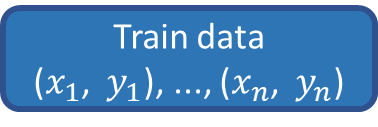 Train data
(x₁, y₁), ..., (xₙ, yₙ)